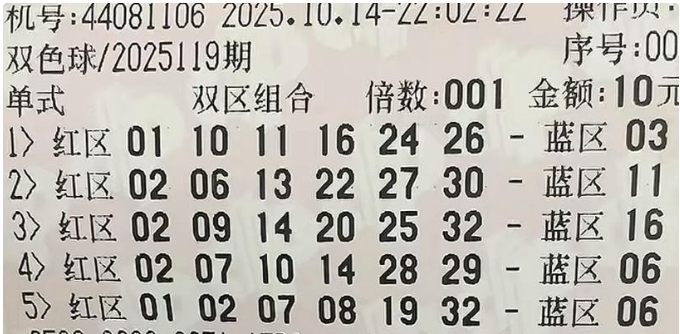 机号:44081106 2025.10.14-22:02:22 操作员:
双色球/2025119期 序号:00
单式 双区组合 倍数:001 金额:10元
1> 红区 01 10 11 16 24 26 - 蓝区 03
2> 红区 02 06 13 22 27 30 - 蓝区 11
3> 红区 02 09 14 20 25 32 - 蓝区 16
4> 红区 02 07 10 14 28 29 - 蓝区 06
5> 红区 01 02 07 08 19 32 - 蓝区 06